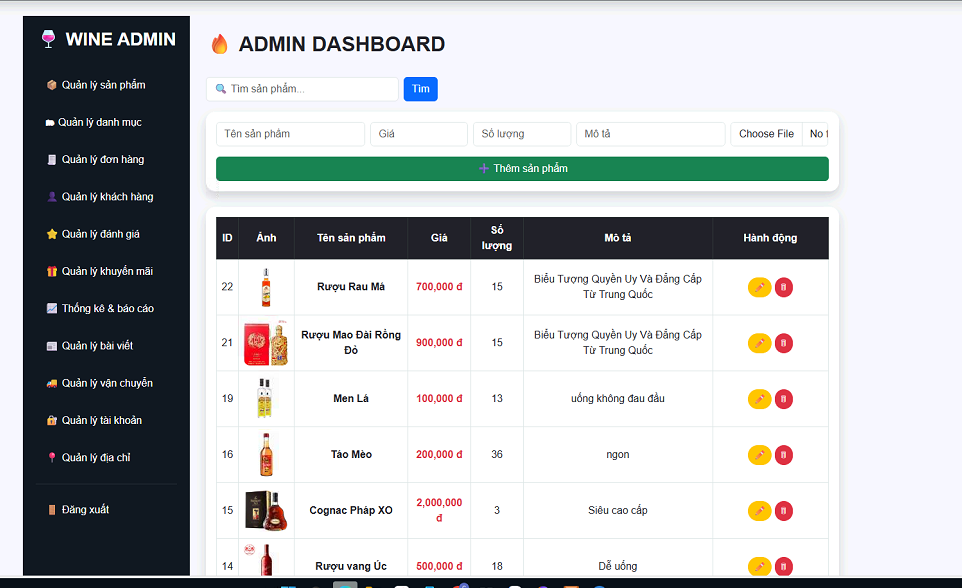 WINE ADMIN
Quản lý sản phẩm
Quản lý danh mục
Quản lý đơn hàng
Quản lý khách hàng
Quản lý đánh giá
Quản lý khuyến mãi
Thống kê & báo cáo
Quản lý bài viết
Quản lý vận chuyển
Quản lý tài khoản
Quản lý địa chỉ
Đăng xuất
ADMIN DASHBOARD
Tìm sản phẩm...
Tìm
Tên sản phẩm
Giá
Số lượng
Mô tả
Choose File
No
Thêm sản phẩm
ID
Ảnh
Tên sản phẩm
Giá
Số
lượng
Mô tả
Hành động
22
Rượu Rau Má
700,000 đ
15
Biểu Tượng Quyền Uy Và Đẳng Cấp
Từ Trung Quốc
21
Rượu Mao Đài Rồng
Đỏ
900,000 đ
15
Biểu Tượng Quyền Uy Và Đẳng Cấp
Từ Trung Quốc
19
Men Lá
100,000 đ
13
uống không đau đầu
16
Táo Mèo
200,000 đ
36
ngon
15
Cognac Pháp XO
2,000,000
đ
3
Siêu cao cấp
14
Rượu vang Úc
500,000 đ
18
Dễ uống